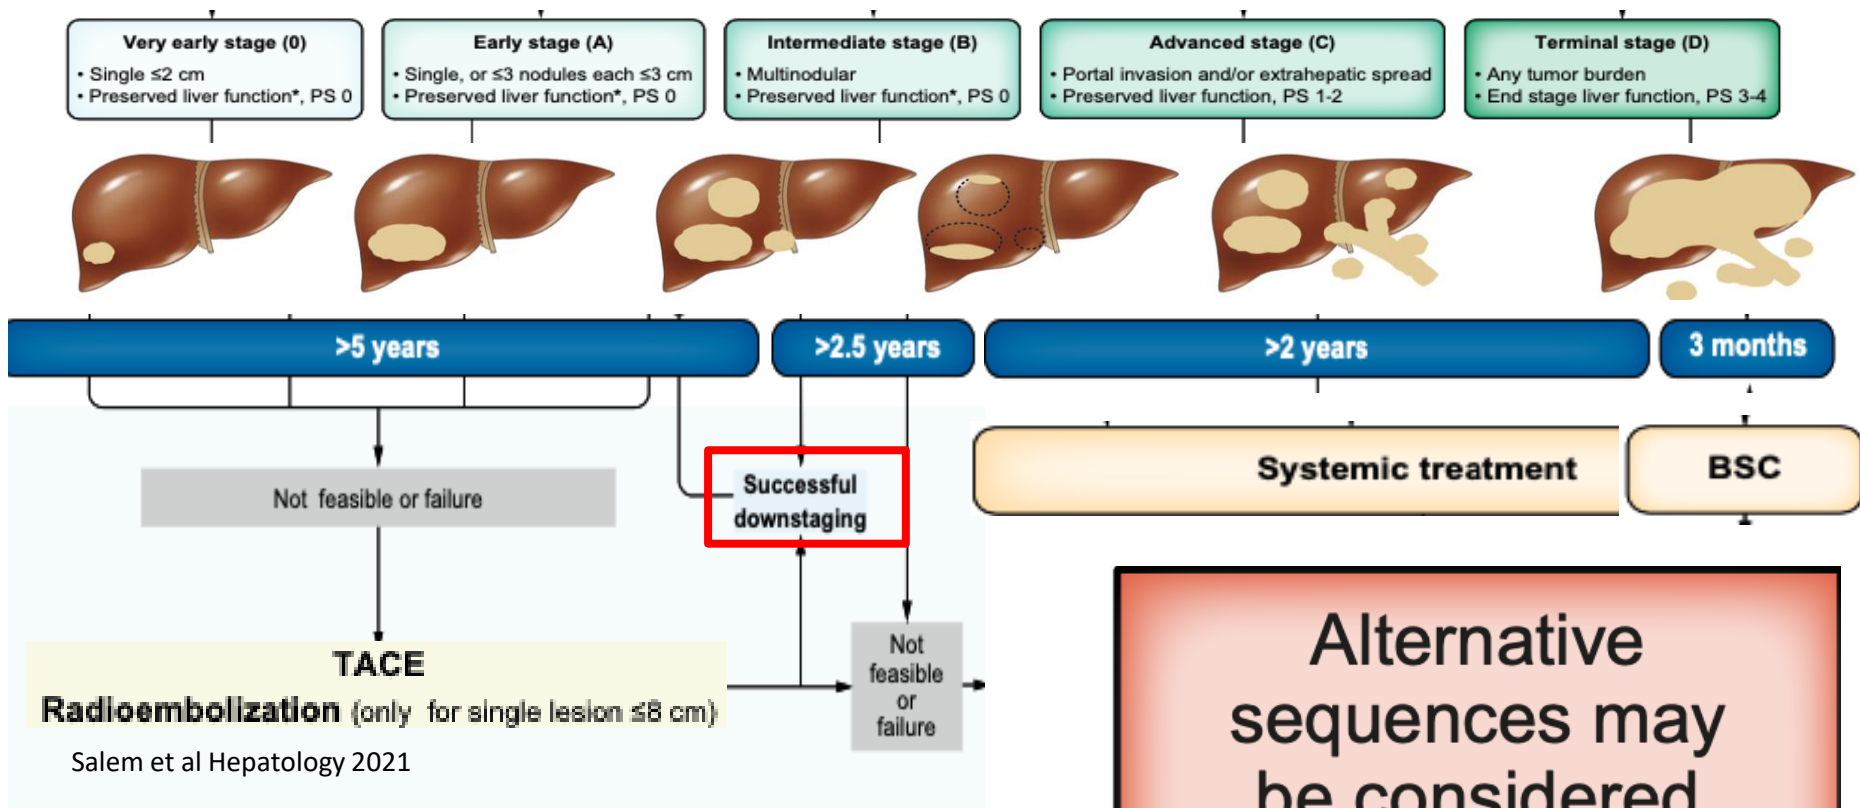 Very early stage (0)
• Single ≤2 cm
• Preserved liver function*, PS 0
Early stage (A)
• Single, or ≤3 nodules each ≤3 cm
• Preserved liver function*, PS 0
Intermediate stage (B)
• Multinodular
• Preserved liver function*, PS 0
Advanced stage (C)
• Portal invasion and/or extrahepatic spread
• Preserved liver function, PS 1-2
Terminal stage (D)
• Any tumor burden
• End stage liver function, PS 3-4
>5 years
>2.5 years
>2 years
3 months
Not feasible or failure
Successful
downstaging
Systemic treatment
BSC
TACE
Radioembolization (only for single lesion ≤8 cm)
Not
feasible
or
failure
Salem et al Hepatology 2021
Alternative
sequences may
be considered